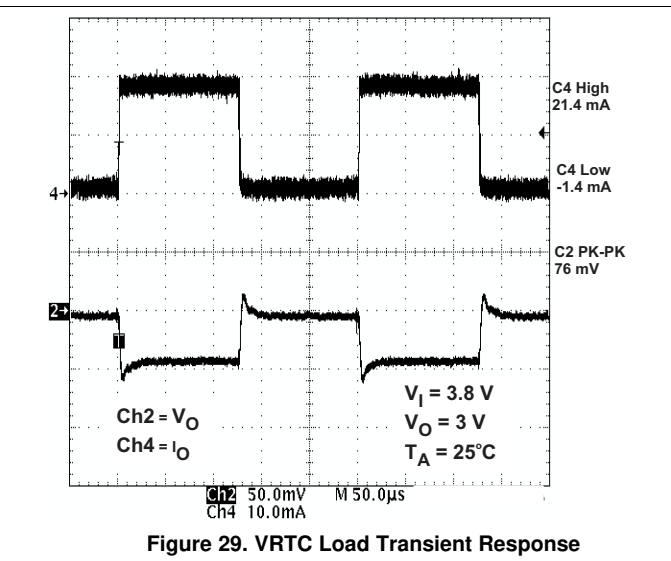 C4 High
21.4 mA
C4 Low
-1.4 mA
4→
C2 PK-PK
76 mV
2→
T
Ch2 = VO
Ch4 = IO
VI = 3.8 V
VO = 3 V
TA = 25°C
Ch2 50.0mV M 50.0µs
Ch4 10.0mA
Figure 29. VRTC Load Transient Response